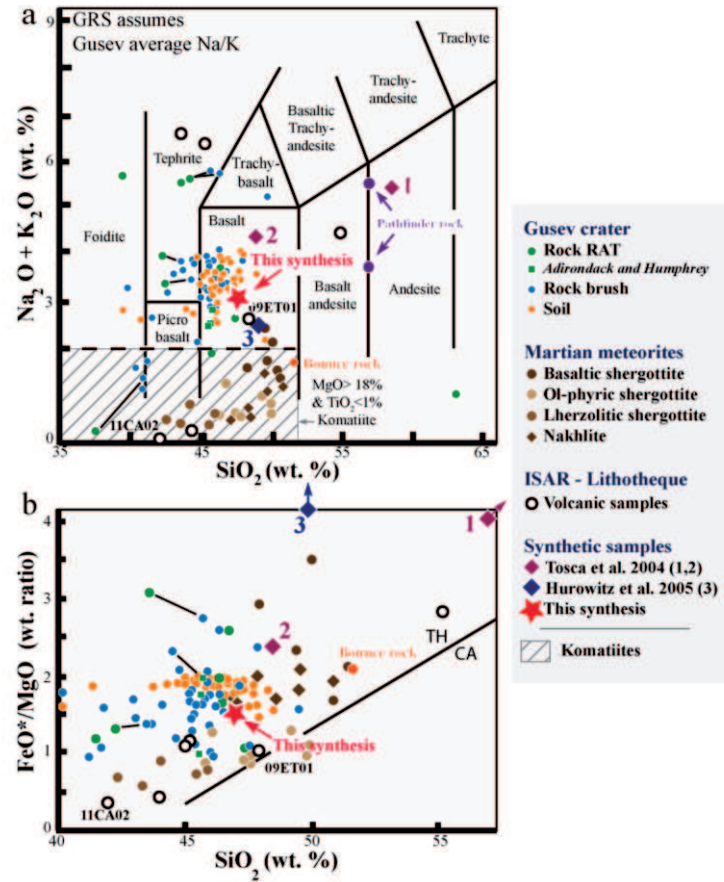 a
GRS assumes
Gusev average Na/K
9
6
3
0
Na₂O + K₂O (wt. %)
Trachyte
Trachy-
andesite
Basaltic
Trachy-
andesite
Trachy-
basalt
Tephrite
Foidite
Basalt
Picro
basalt
Basalt
andesite
Andesite
1
Pathfinder rock
2
This synthesis
09ET01
3
Bounce rock
MgO> 18%
& TiO₂<1%
Komatiite
11CA02
35
45
55
65
SiO₂ (wt. %)
b
4
3
2
1
0
FeO*/MgO (wt. ratio)
3
1
2
TH
CA
Bounce rock
This synthesis
09ET01
11CA02
40
45
50
55
SiO₂ (wt. %)
Gusev crater
Rock RAT
Adirondack and Humphrey
Rock brush
Soil
Martian meteorites
Basaltic shergottite
Ol-phyric shergottite
Lherzolitic shergottite
Nakhlite
ISAR - Lithotheque
Volcanic samples
Synthetic samples
Tosca et al. 2004 (1,2)
Hurowitz et al. 2005 (3)
This synthesis
Komatiites